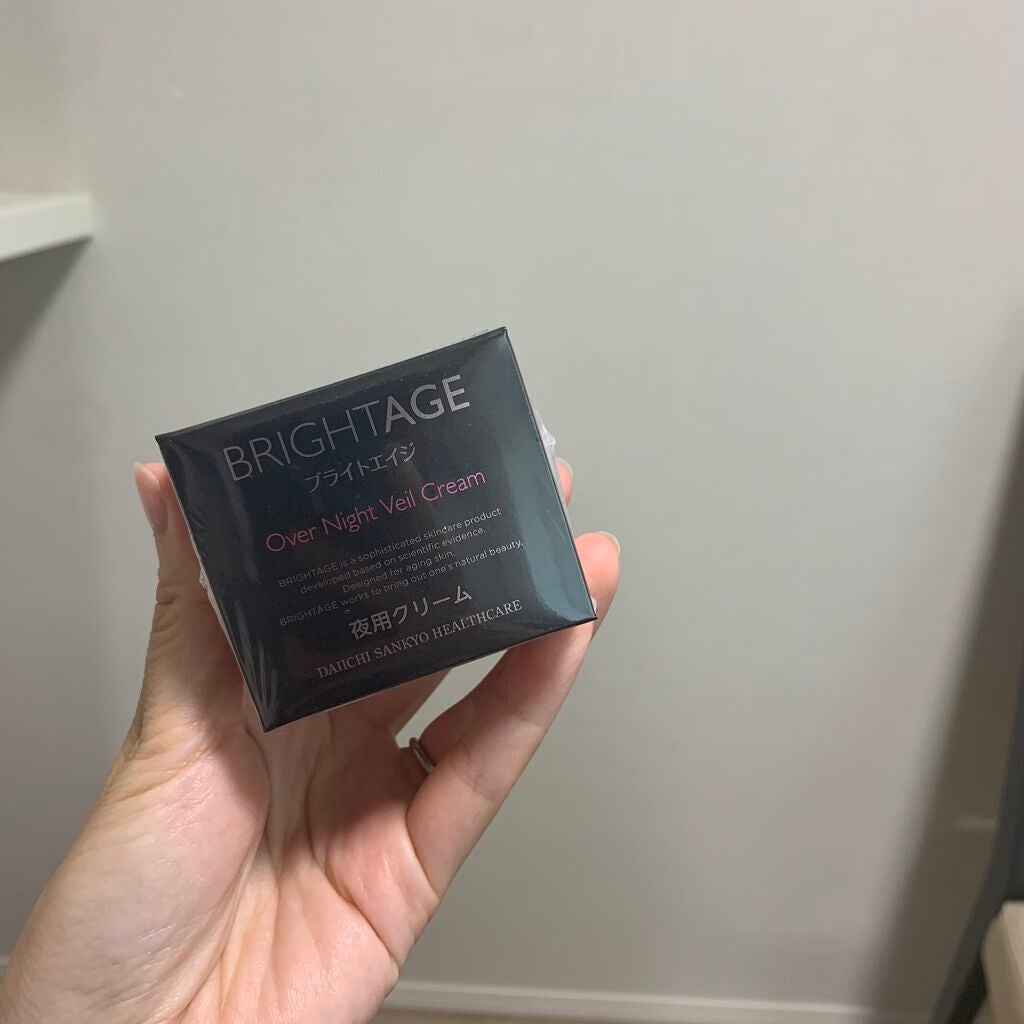 BRIGHTAGE
ブライトエイジ
Over Night Veil Cream
BRIGHTAGE is a sophisticated skincare product
developed based on scientific evidence.
Designed for aging skin,
BRIGHTAGE works to bring out one's natural beauty.
夜用クリーム
DAIICHI SANKYO HEALTHCARE